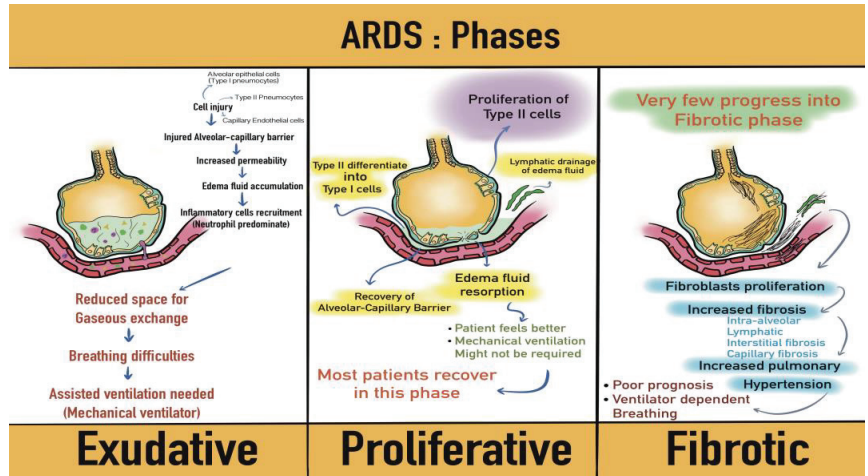 ARDS : Phases
Alveolar epithelial cells
(Type I pneumocytes)
Type II Pneumocytes
Cell injury
Capillary Endothelial cells
Injured Alveolar-capillary barrier
Increased permeability
Edema fluid accumulation
Inflammatory cells recruitment
(Neutrophil predominate)
Reduced space for
Gaseous exchange
Breathing difficulties
Assisted ventilation needed
(Mechanical ventilator)
Exudative
Proliferation of
Type II cells
Type II differentiate
into
Type I cells
Lymphatic drainage
of edema fluid
Recovery of
Alveolar-Capillary Barrier
Edema fluid
resorption
• Patient feels better
• Mechanical ventilation
Might not be required
Most patients recover
in this phase
Proliferative
Very few progress into
Fibrotic phase
Fibroblasts proliferation
Increased fibrosis
Intra-alveolar
Lymphatic
Interstitial fibrosis
Capillary fibrosis
Increased pulmonary
Hypertension
• Poor prognosis
• Ventilator dependent
Breathing
Fibrotic